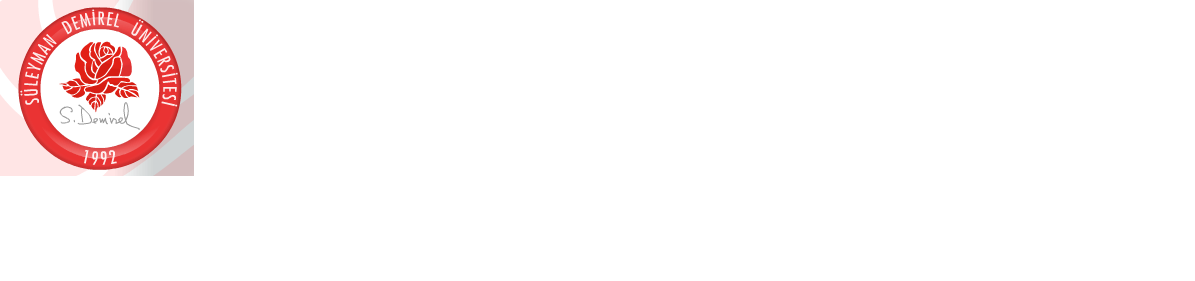 SÜLEYMAN DEMİREL ÜNİVERSİTESİ
S. Demirel
1992